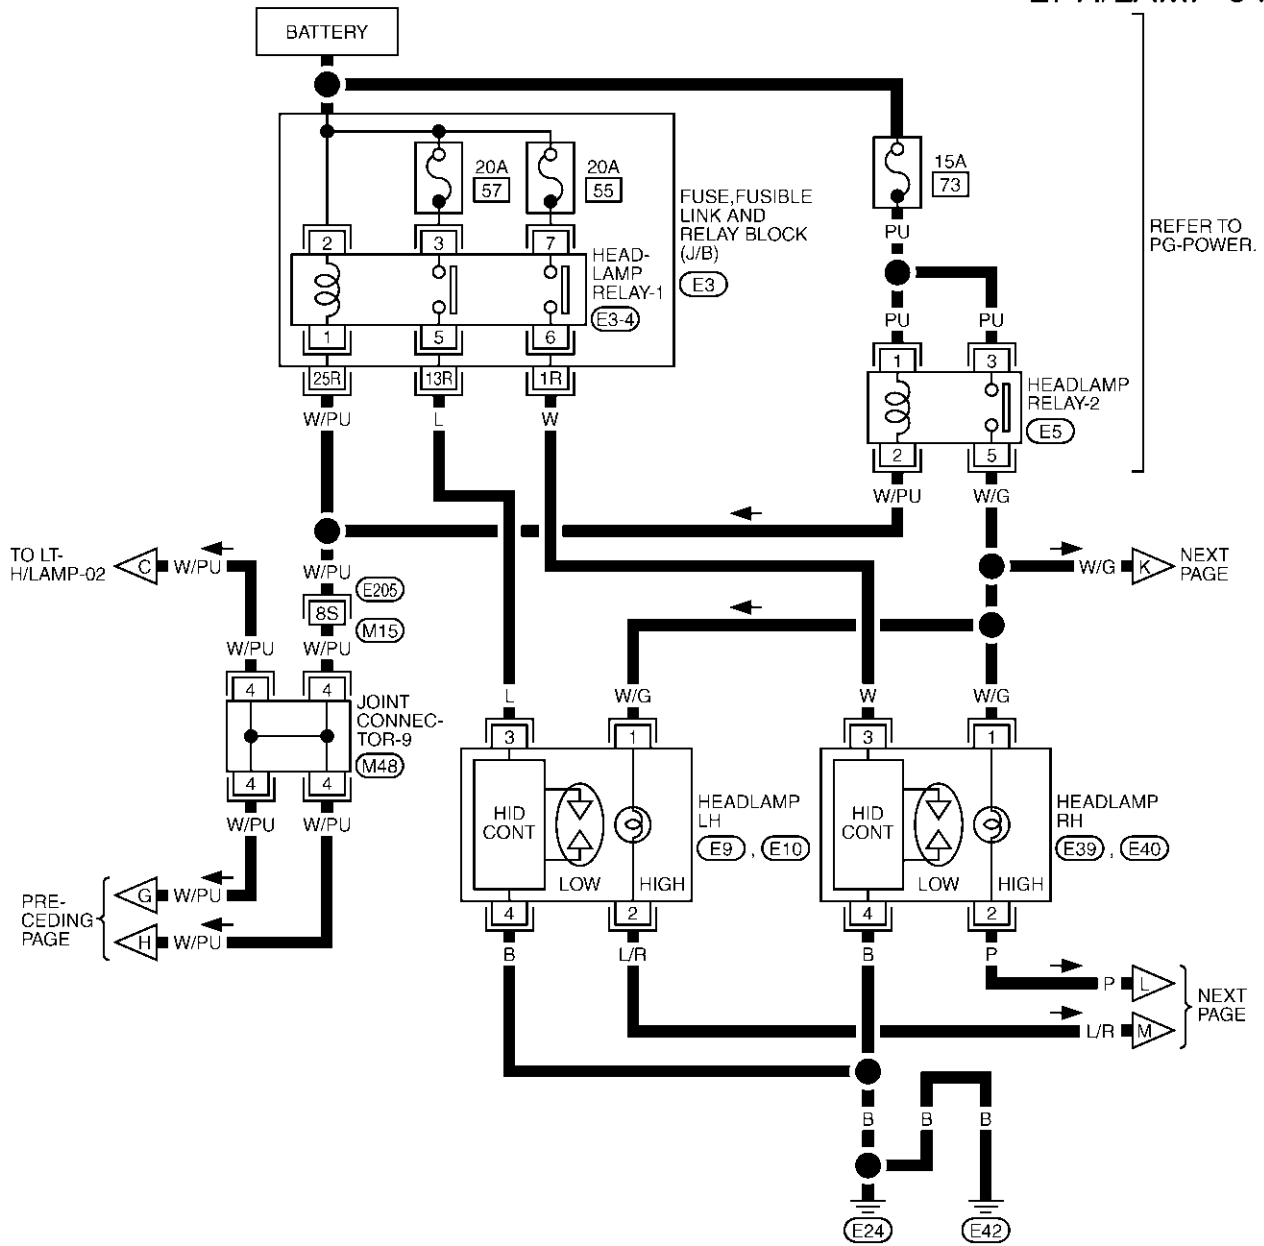 BATTERY
20A
57
20A
55
15A
73
FUSE,FUSIBLE
LINK AND
RELAY BLOCK
(J/B)
E3
REFER TO
PG-POWER.
PU
2
3
7
HEAD-
LAMP
RELAY-1
E3-4
PU
PU
1
5
6
1
3
25R
13R
1R
HEADLAMP
RELAY-2
E5
W/PU
L
W
2
5
W/PU
W/G
TO LT-
H/LAMP-02
C
W/PU
W/PU
E205
8S
M15
W/G
K
NEXT
PAGE
W/PU
W/PU
4
4
L
W/G
W
W/G
JOINT
CONNEC-
TOR-9
M48
3
1
3
1
4
4
HID
CONT
LOW
HIGH
HEADLAMP
LH
E9 , E10
HID
CONT
LOW
HIGH
HEADLAMP
RH
E39 , E40
W/PU
W/PU
PRE-
CEDING
PAGE
G
W/PU
H
W/PU
4
2
4
2
B
L/R
B
P
P
L
L/R
M
NEXT
PAGE
B
B
B
E24
E42